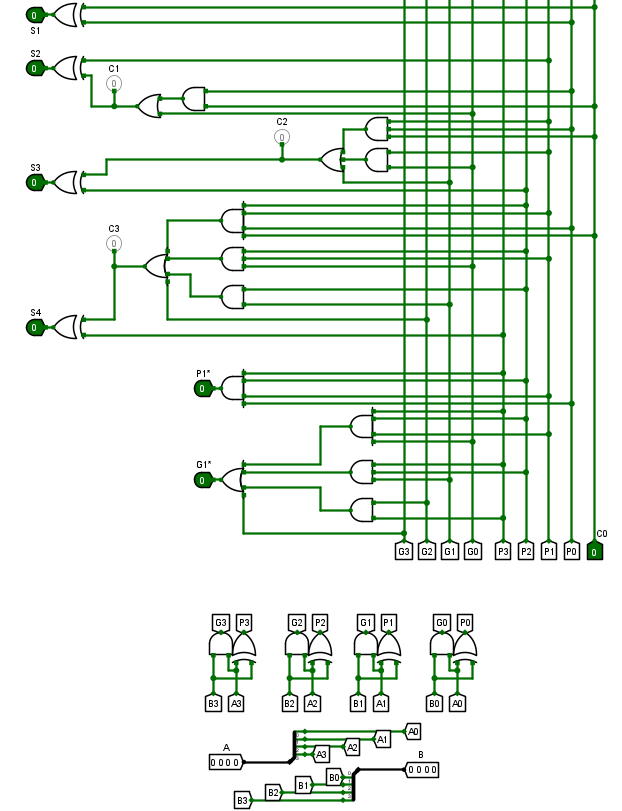 0
S1
S2
0
C1
0
C2
0
S3
0
C3
0
S4
0
P1*
0
G1*
0
C0
G3 G2 G1 G0 P3 P2 P1 P0 0
G3 P3 G2 P2 G1 P1 G0 P0
B3 A3 B2 A2 B1 A1 B0 A0
A0
A1
A2
A3
A
0 0 0 0
B
0 0 0 0
B0
B1
B2
B3